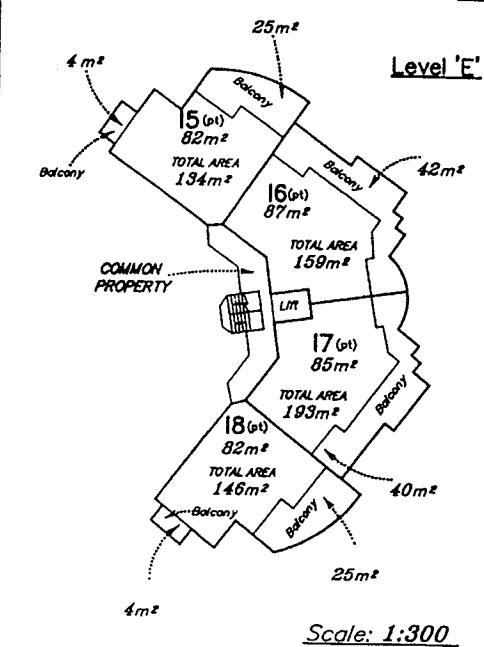 25m²
4m²
Level 'E'
Balcony
15(pt)
82m²
Balcony
TOTAL AREA
134m²
42m²
Balcony
16(pt)
87m²
TOTAL AREA
159m²
COMMON
PROPERTY
Lift
17(pt)
85m²
TOTAL AREA
193m²
Balcony
18(pt)
82m²
TOTAL AREA
146m²
40m²
Balcony
Balcony
25m²
4m²
Scale: 1:300